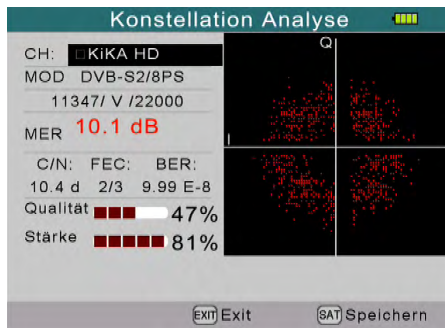 Konstellation Analyse
CH: □KiKA HD
MOD DVB-S2/8PS
11347/ V /22000
MER 10.1 dB
C/N: FEC: BER:
10.4 d 2/3 9.99 E-8
Qualität 47%
Stärke 81%
Q
I
EXIT Exit SAT Speichern